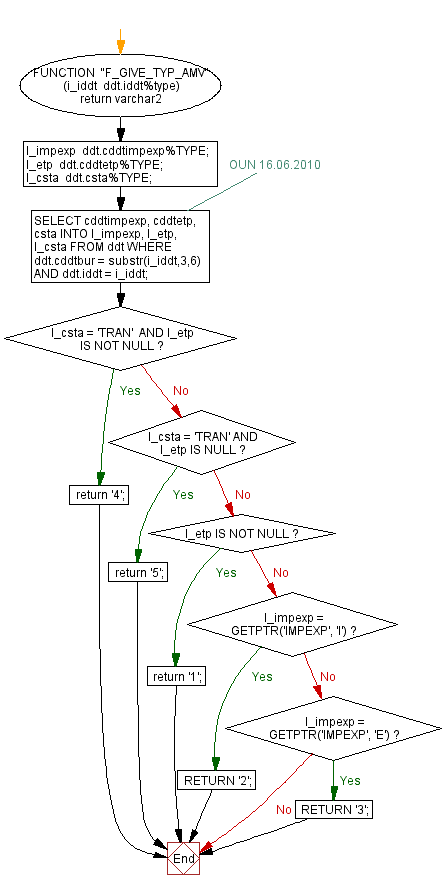 FUNCTION "F_GIVE_TYP_AMV"
(i_iddt ddt.iddt%type)
return varchar2
l_impexp ddt.cddtimpexp%TYPE;
l_etp ddt.cddtetp%TYPE;
l_csta ddt.csta%TYPE;
OUN 16.06.2010
SELECT cddtimpexp, cddtetp,
csta INTO l_impexp, l_etp,
l_csta FROM ddt WHERE
ddt.cddtbur = substr(i_iddt,3,6)
AND ddt.iddt = i_iddt;
l_csta = 'TRAN' AND l_etp
IS NOT NULL ?
Yes
No
l_csta = 'TRAN' AND
l_etp IS NULL ?
return '4';
Yes
No
l_etp IS NOT NULL ?
return '5';
Yes
No
l_impexp =
GETPTR('IMPEXP', 'I') ?
return '1';
Yes
No
l_impexp =
GETPTR('IMPEXP', 'E') ?
RETURN '2';
Yes
No
RETURN '3';
End